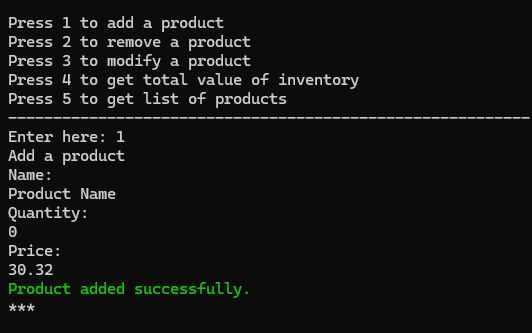 Press 1 to add a product
Press 2 to remove a product
Press 3 to modify a product
Press 4 to get total value of inventory
Press 5 to get list of products
----------------------------------------------------------
Enter here: 1
Add a product
Name:
Product Name
Quantity:
0
Price:
30.32
Product added successfully.
***